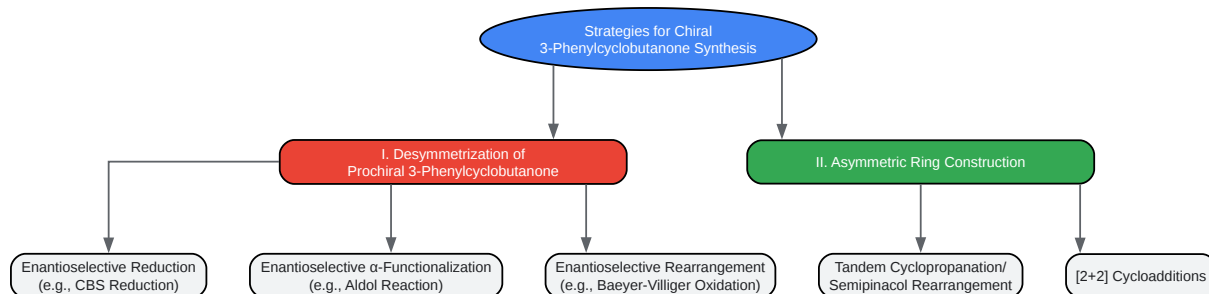 Strategies for Chiral
3-Phenylcyclobutanone Synthesis
I. Desymmetrization of
Prochiral 3-Phenylcyclobutanone
II. Asymmetric Ring Construction
Enantioselective Reduction
(e.g., CBS Reduction)
Enantioselective α-Functionalization
(e.g., Aldol Reaction)
Enantioselective Rearrangement
(e.g., Baeyer-Villiger Oxidation)
Tandem Cyclopropanation/
Semipinacol Rearrangement
[2+2] Cycloadditions